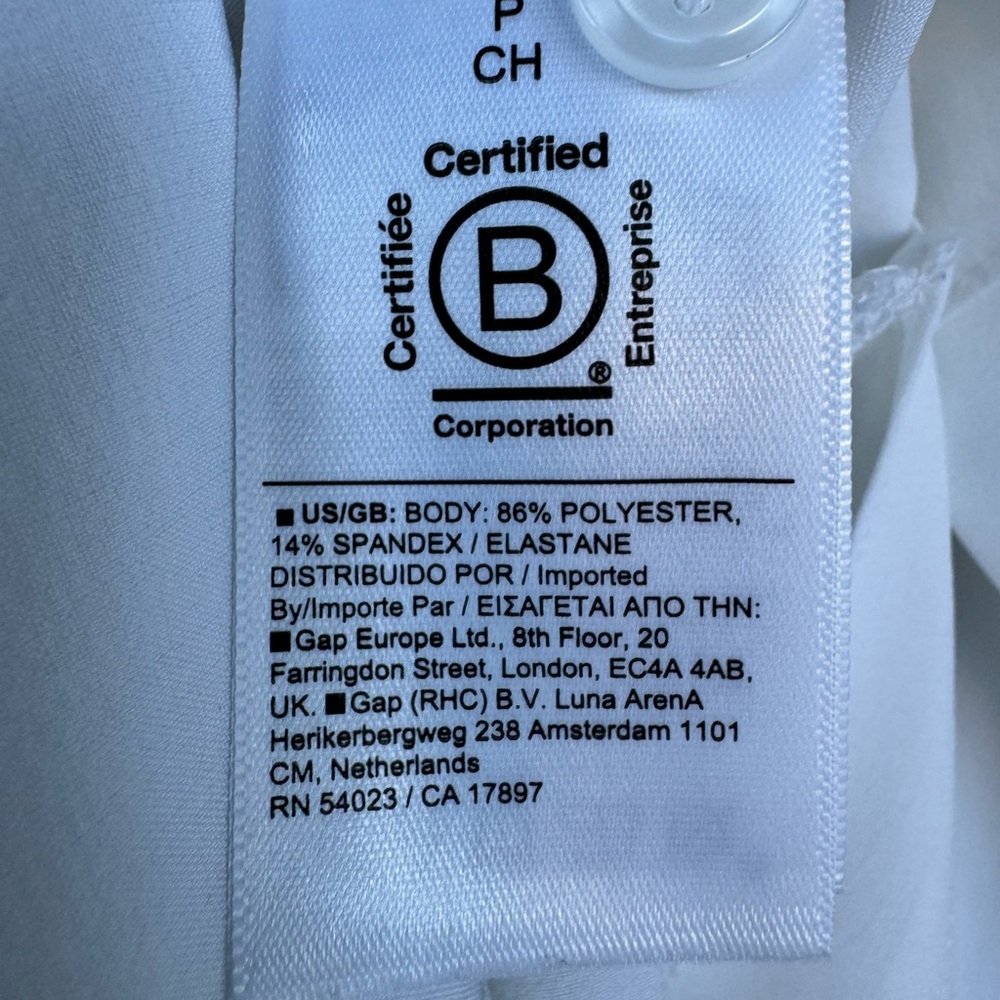 P
CH
Certified
Certifiée
B
Entreprise
®
Corporation
■ US/GB: BODY: 86% POLYESTER,
14% SPANDEX / ELASTANE
DISTRIBUIDO POR / Imported
By/Importe Par / ΕΙΣΑΓΕΤΑΙ ΑΠΟ ΤΗΝ:
■Gap Europe Ltd., 8th Floor, 20
Farringdon Street, London, EC4A 4AB,
UK. ■Gap (RHC) B.V. Luna ArenA
Herikerbergweg 238 Amsterdam 1101
CM, Netherlands
RN 54023 / CA 17897